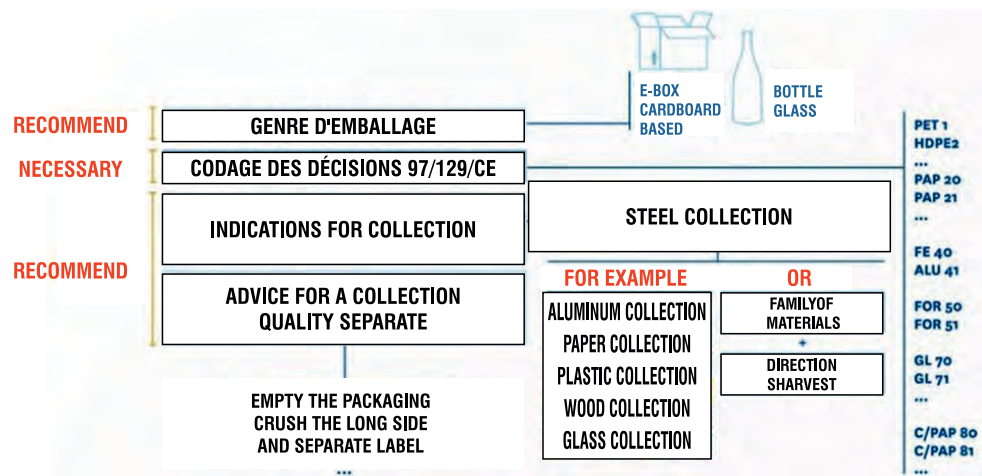 E-BOX
CARDBOARD
BASED
BOTTLE
GLASS
RECOMMEND
GENRE D'EMBALLAGE
NECESSARY
CODAGE DES DÉCISIONS 97/129/CE
PET 1
HDPE2
...
PAP 20
PAP 21
...
FE 40
ALU 41
FOR 50
FOR 51
GL 70
GL 71
...
C/PAP 80
C/PAP 81
...
RECOMMEND
INDICATIONS FOR COLLECTION
STEEL COLLECTION
ADVICE FOR A COLLECTION
QUALITY SEPARATE
FOR EXAMPLE
ALUMINUM COLLECTION
PAPER COLLECTION
PLASTIC COLLECTION
WOOD COLLECTION
GLASS COLLECTION
OR
FAMILYOF
MATERIALS
+
DIRECTION
SHARVEST
EMPTY THE PACKAGING
CRUSH THE LONG SIDE
AND SEPARATE LABEL
...